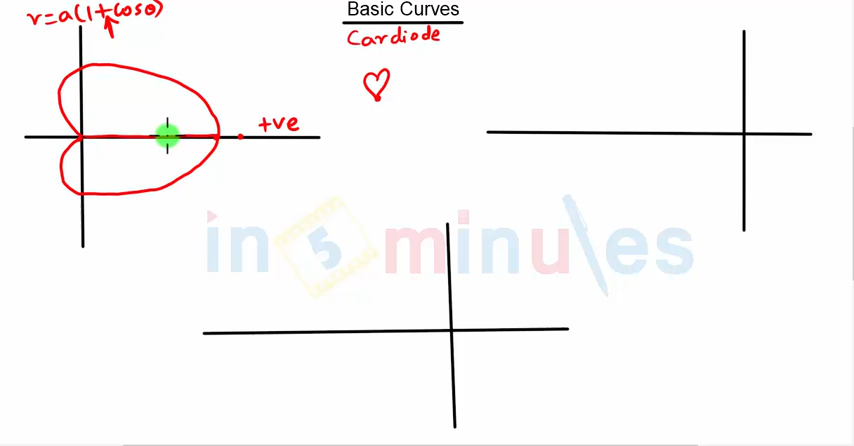 Basic Curves
Cardiode
r=a(1+cosθ)
+ve
in 5 minutes